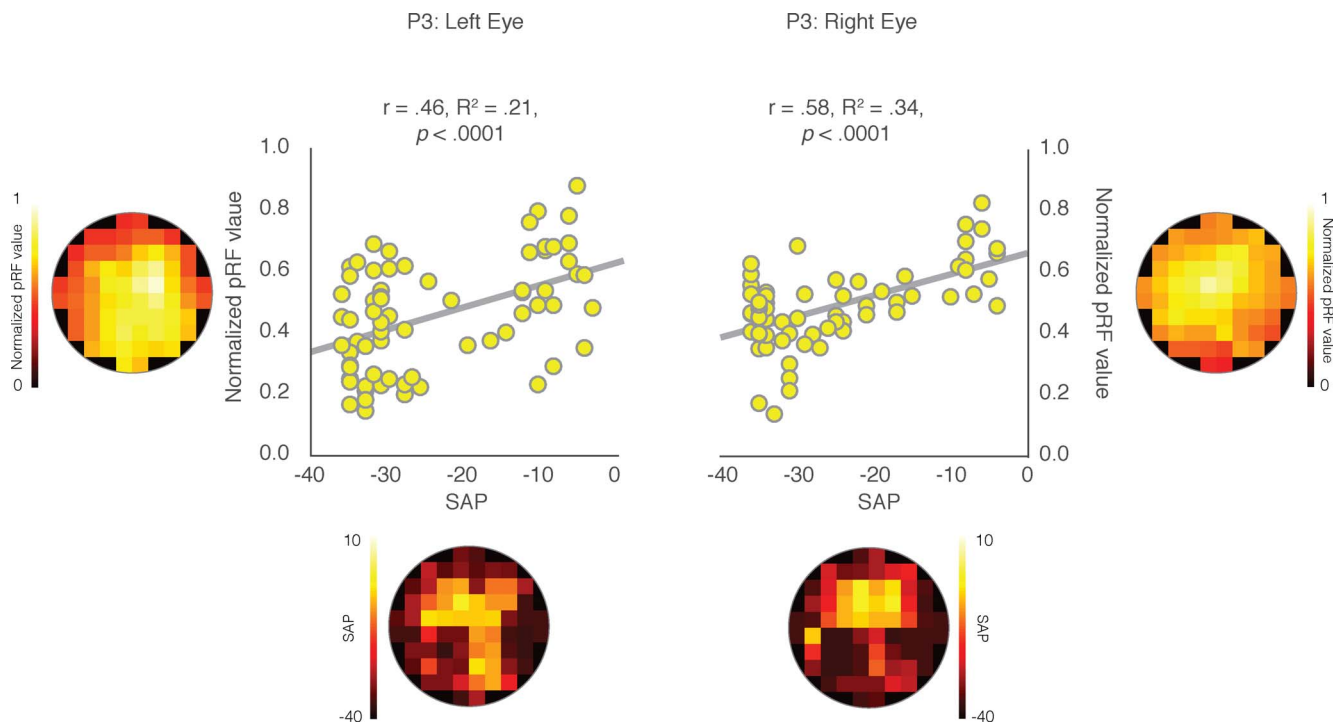 P3: Left Eye
P3: Right Eye
r = .46, R² = .21,
p < .0001
r = .58, R² = .34,
p < .0001
1
Normalized pRF value
0
Normalized pRF vlaue
1.0
0.8
0.6
0.4
0.2
0.0
-40
-30
-20
-10
0
SAP
-40
-30
-20
-10
0
SAP
1.0
0.8
0.6
0.4
0.2
0.0
Normalized pRF value
1
Normalized pRF value
0
10
SAP
-40
10
SAP
-40